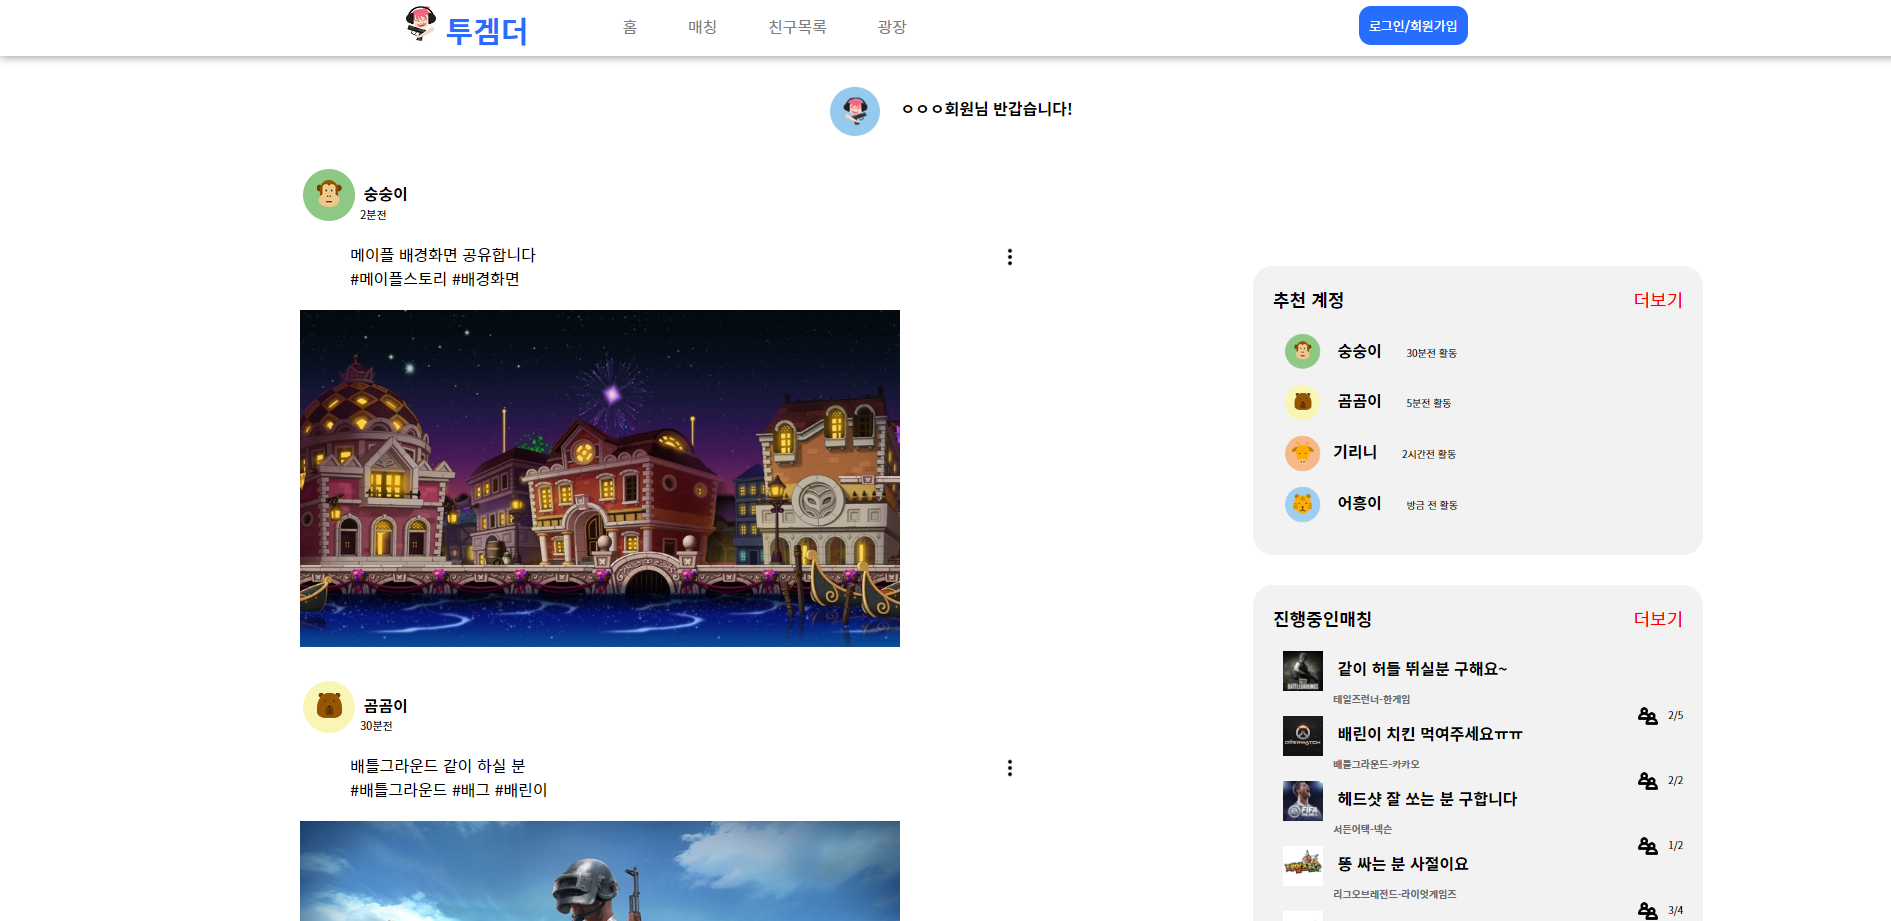 투겜더
홈 매칭 친구목록 광장
로그인/회원가입
ㅇㅇㅇ회원님 반갑습니다!
숭숭이
2분전
메이플 배경화면 공유합니다
#메이플스토리 #배경화면
곰곰이
30분전
배틀그라운드 같이 하실 분
#배틀그라운드 #배그 #배린이
추천 계정 더보기
숭숭이 30분전 활동
곰곰이 5분전 활동
기리니 2시간전 활동
어흥이 방금 전 활동
진행중인매칭 더보기
같이 허들 뛰실분 구해요~
테일즈런너-한게임
2/5
배린이 치킨 먹여주세요ㅠㅠ
배틀그라운드-카카오
2/2
헤드샷 잘 쏘는 분 구합니다
서든어택-넥슨
1/2
똥 싸는 분 사절이요
리그오브레전드-라이엇게임즈
3/4
BATTLEGROUNDS
OVERWATCH
FIFA